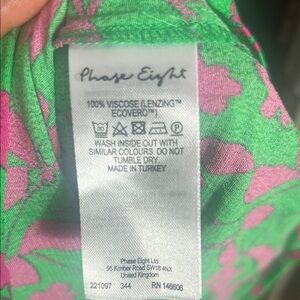 Phase Eight
100% VISCOSE (LENZING™
ECOVERO™)
WASH INSIDE OUT WITH
SIMILAR COLOURS. DO NOT
TUMBLE DRY.
MADE IN TURKEY
Phase Eight Ltd
55 Kimber Road SW18 4NX
United Kingdom
221097 344 RN 146606